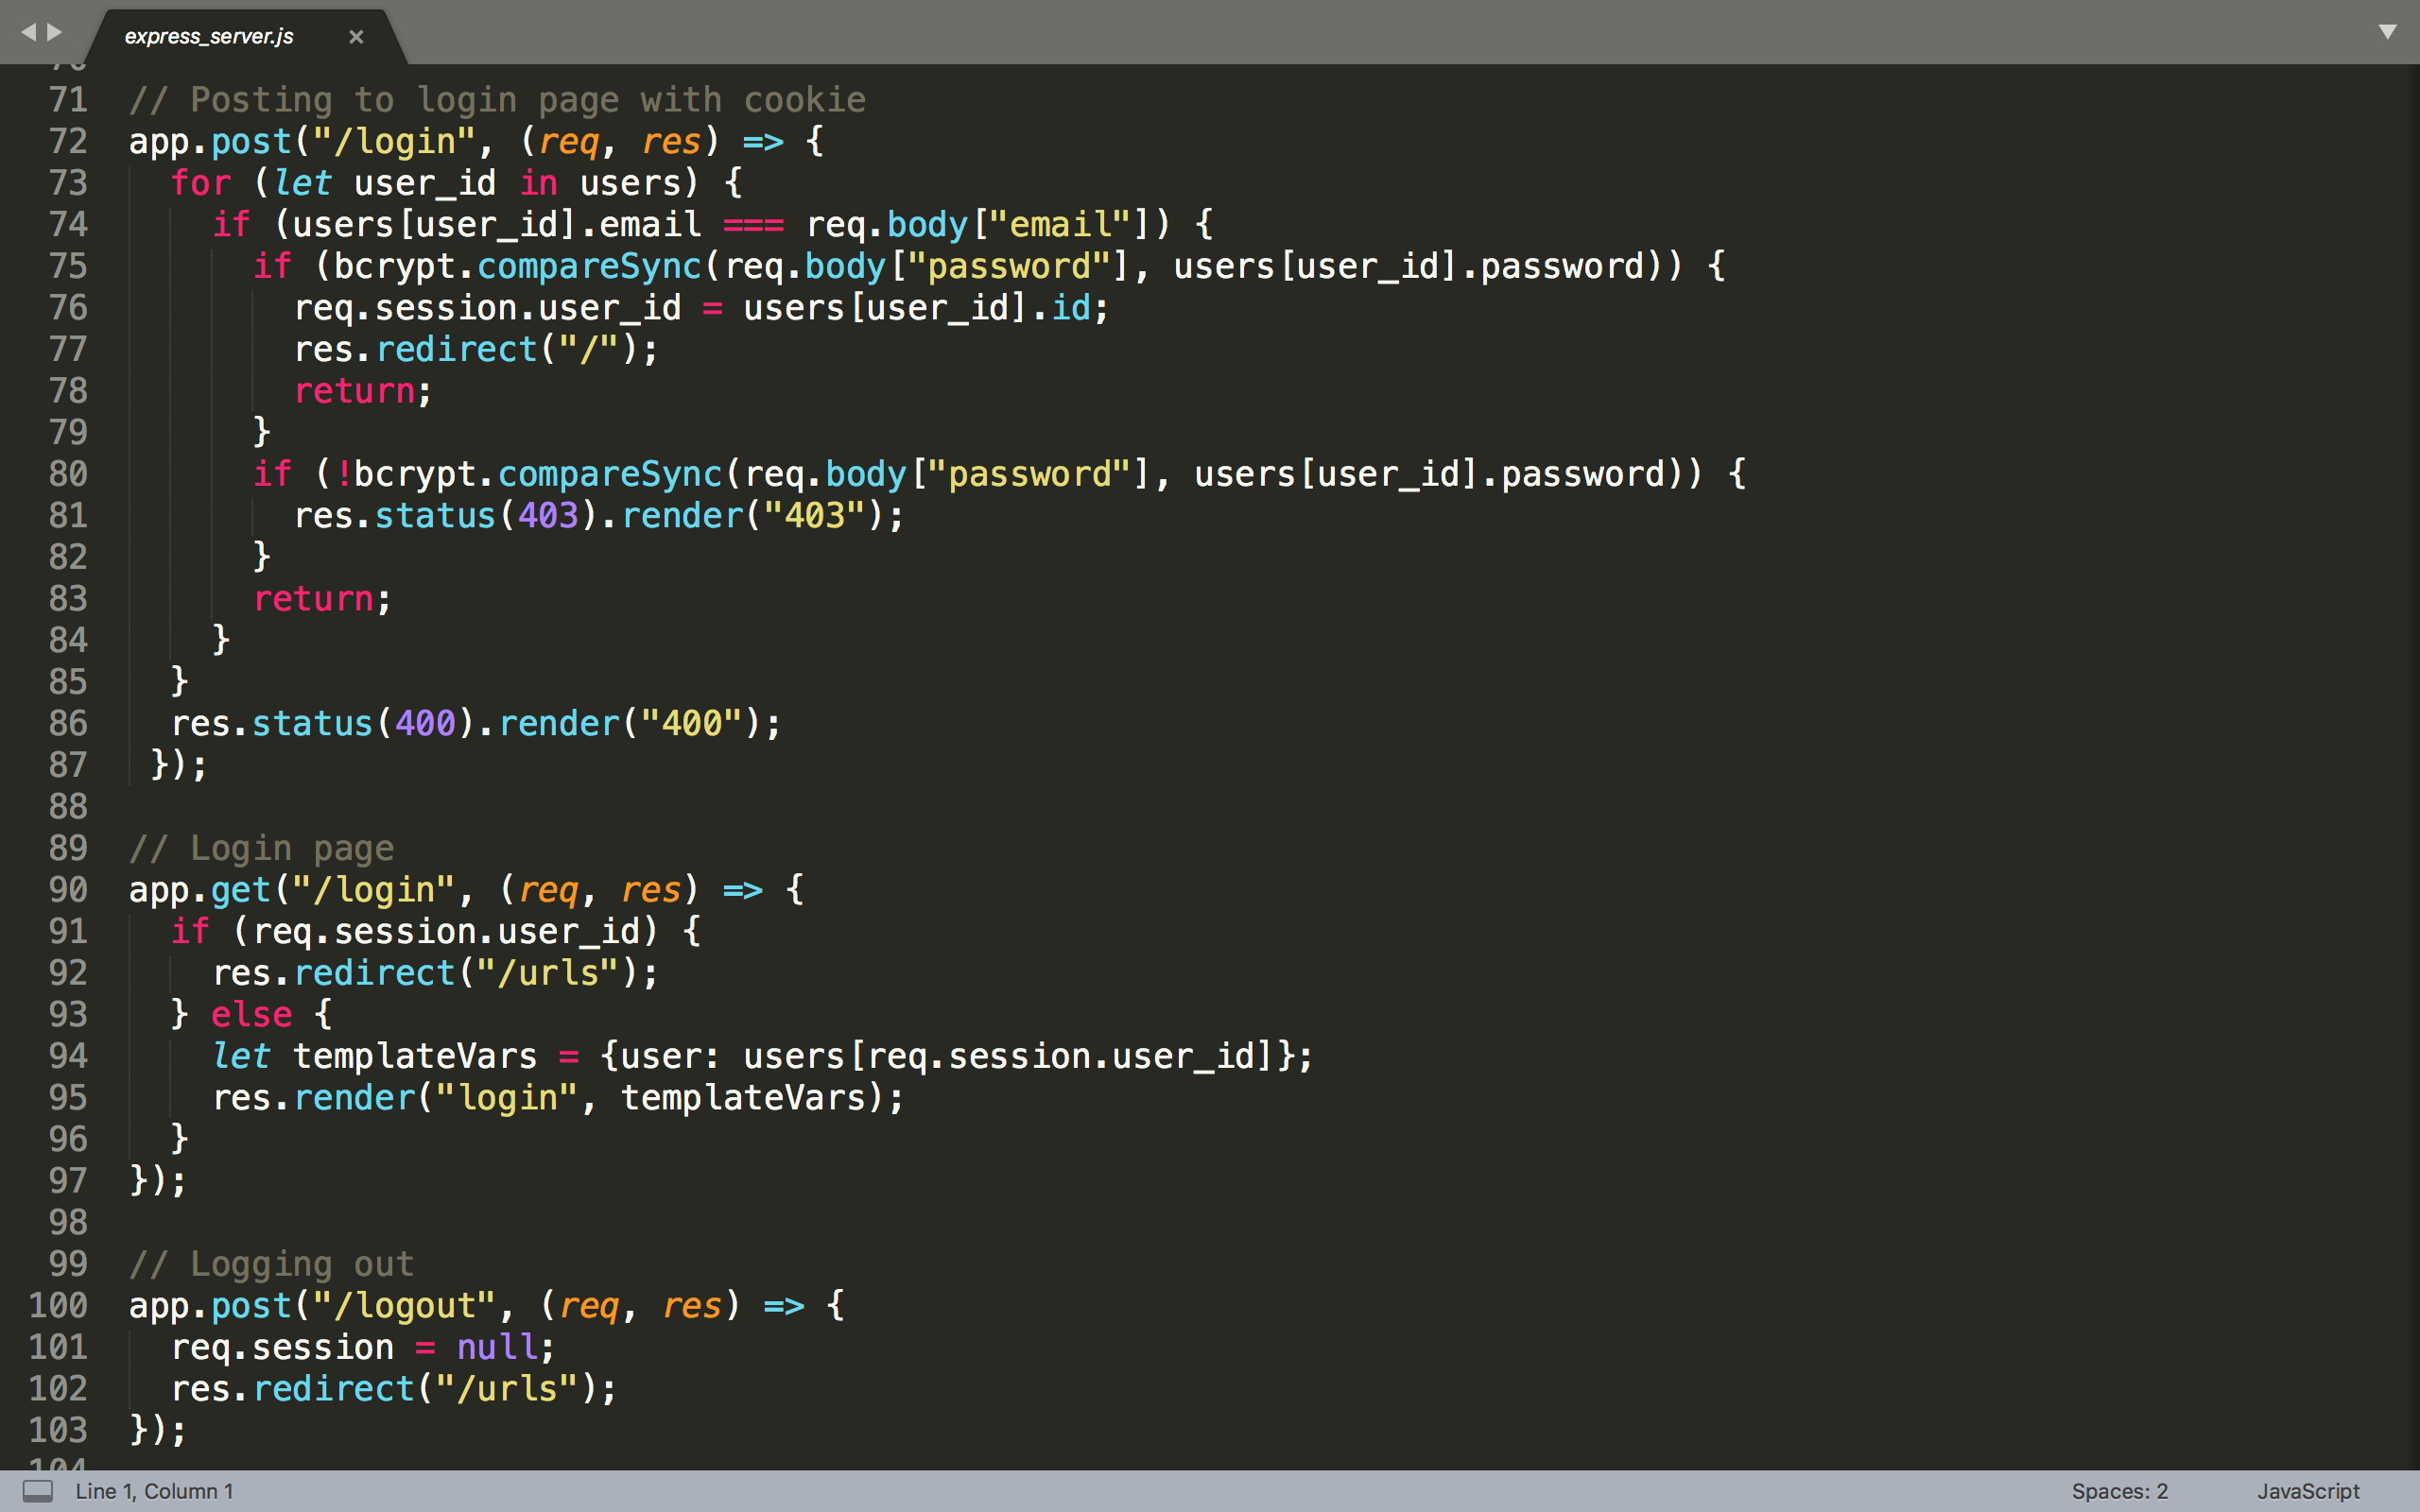 express_server.js
70
71 // Posting to login page with cookie
72 app.post("/login", (req, res) => {
73   for (let user_id in users) {
74     if (users[user_id].email === req.body["email"]) {
75       if (bcrypt.compareSync(req.body["password"], users[user_id].password)) {
76         req.session.user_id = users[user_id].id;
77         res.redirect("/");
78         return;
79       }
80       if (!bcrypt.compareSync(req.body["password"], users[user_id].password)) {
81         res.status(403).render("403");
82       }
83       return;
84     }
85   }
86   res.status(400).render("400");
87  });
88
89 // Login page
90 app.get("/login", (req, res) => {
91   if (req.session.user_id) {
92     res.redirect("/urls");
93   } else {
94     let templateVars = {user: users[req.session.user_id]};
95     res.render("login", templateVars);
96   }
97 });
98
99 // Logging out
100 app.post("/logout", (req, res) => {
101   req.session = null;
102   res.redirect("/urls");
103 });
104
Line 1, Column 1
Spaces: 2
JavaScript